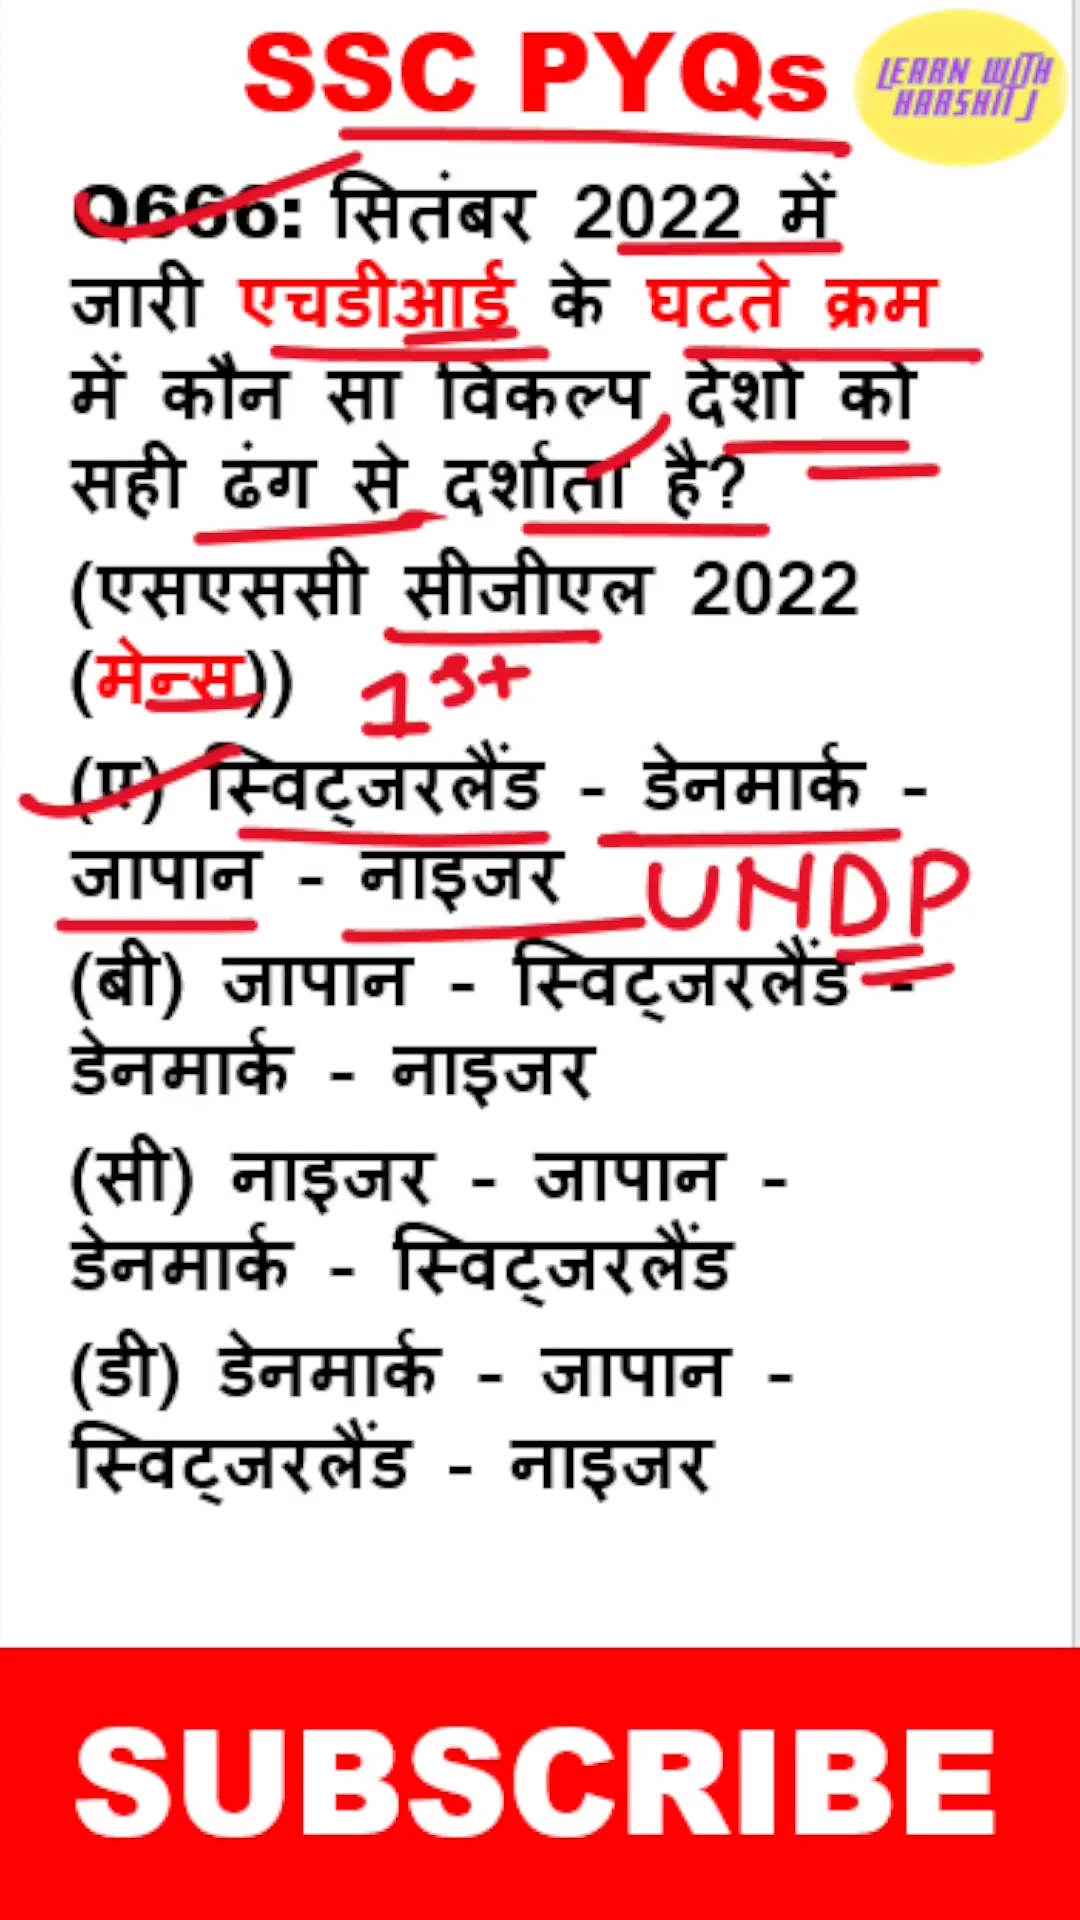 SSC PYQs
LEARN WITH
HARSHIT J
Q666: सितंबर 2022 में
जारी एचडीआई के घटते क्रम
में कौन सा विकल्प देशों को
सही ढंग से दर्शाता है?
(एसएससी सीजीएल 2022
(मेन्स))
1st
(ए) स्विट्जरलैंड - डेनमार्क -
जापान - नाइजर
UNDP
(बी) जापान - स्विट्जरलैंड -
डेनमार्क - नाइजर
(सी) नाइजर - जापान -
डेनमार्क - स्विट्जरलैंड
(डी) डेनमार्क - जापान -
स्विट्जरलैंड - नाइजर
SUBSCRIBE